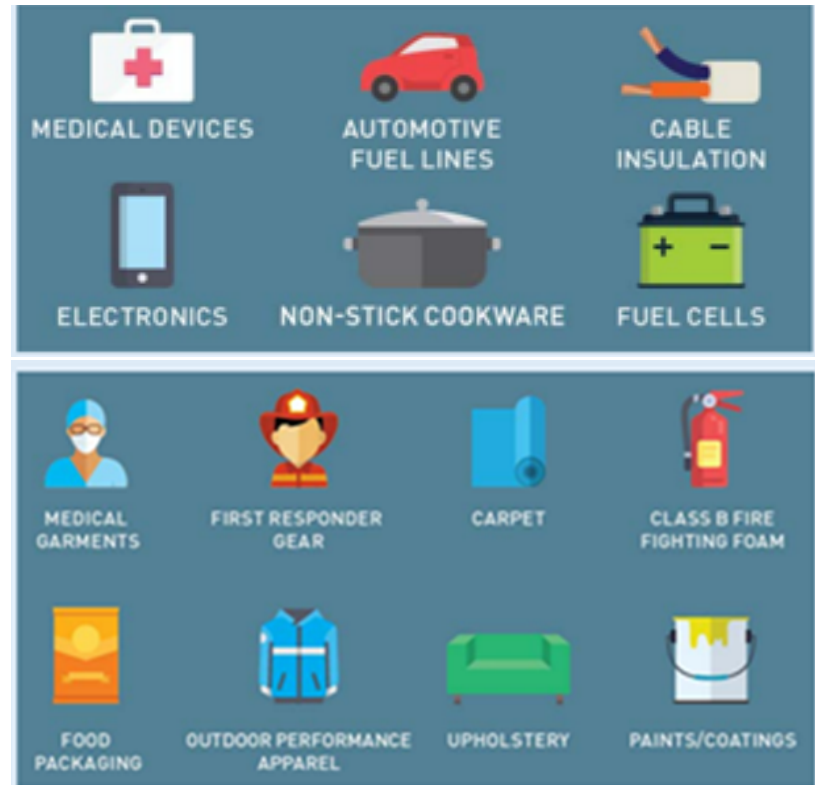 MEDICAL DEVICES
AUTOMOTIVE
FUEL LINES
CABLE
INSULATION
ELECTRONICS
NON-STICK COOKWARE
+ −
FUEL CELLS
MEDICAL
GARMENTS
FIRST RESPONDER
GEAR
CARPET
CLASS B FIRE
FIGHTING FOAM
FOOD
PACKAGING
OUTDOOR PERFORMANCE
APPAREL
UPHOLSTERY
PAINTS/COATINGS